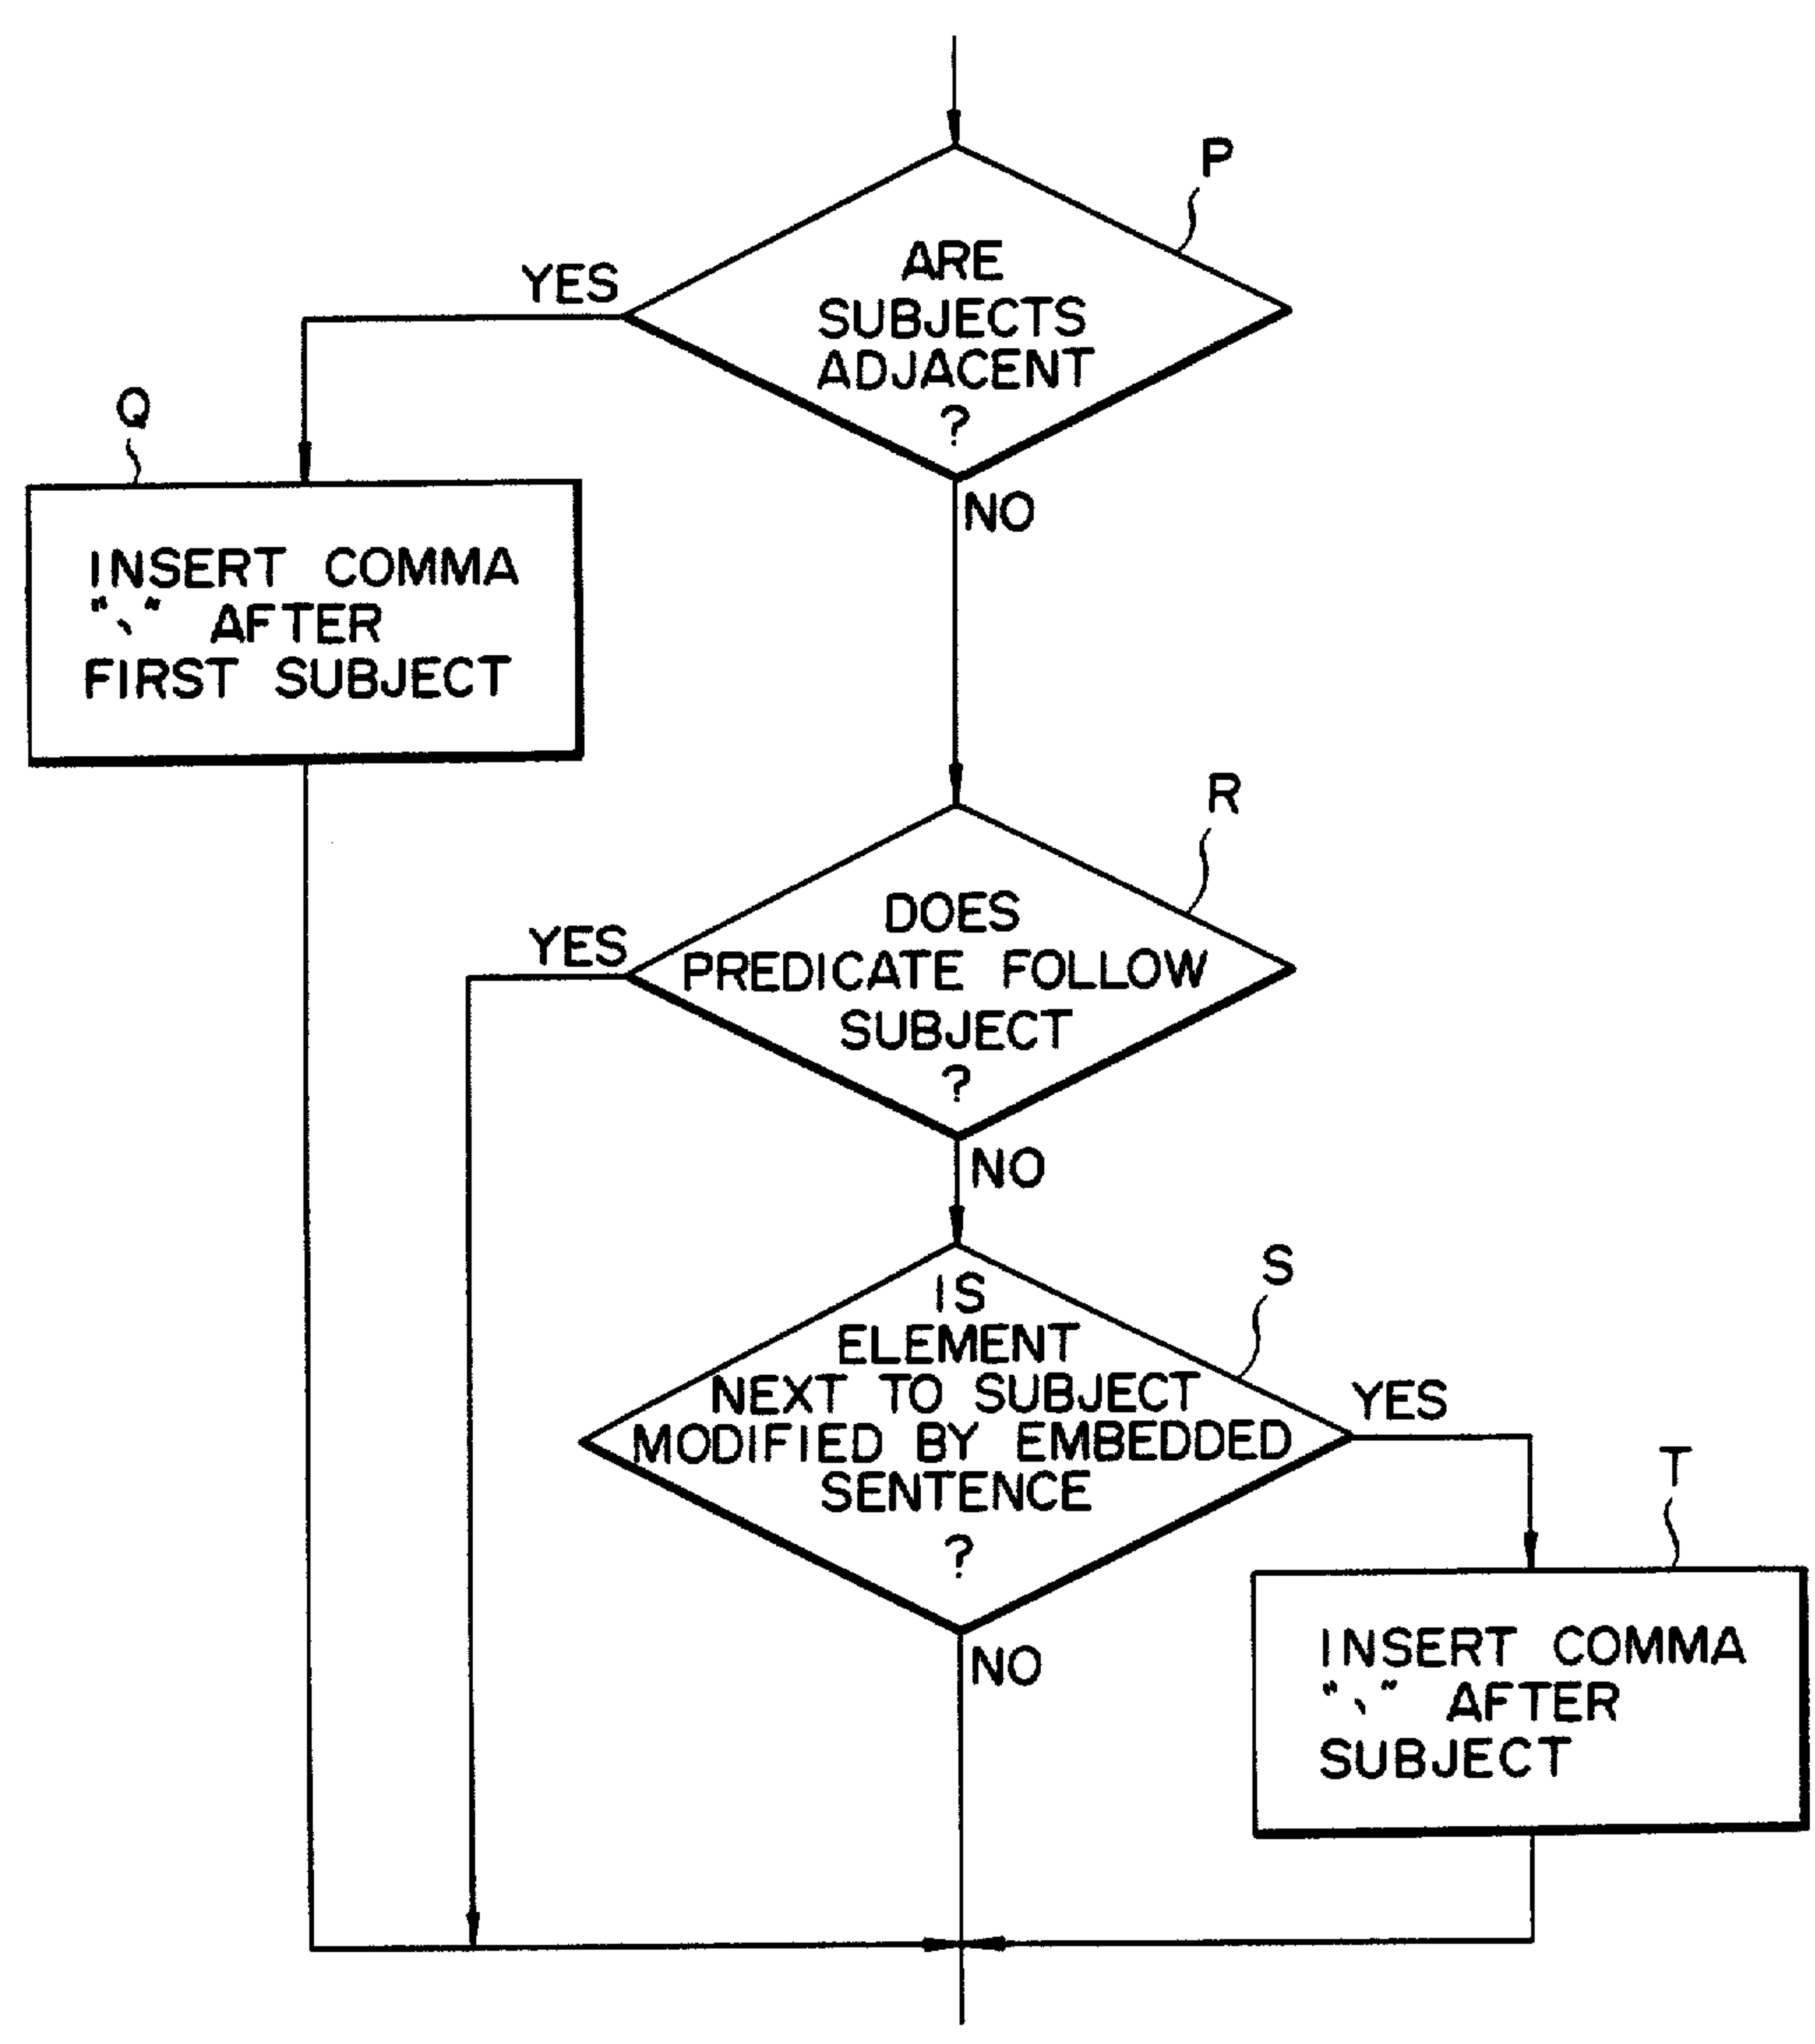 P
ARE
SUBJECTS
ADJACENT
?
YES
NO
Q
INSERT COMMA
"、" AFTER
FIRST SUBJECT
R
DOES
PREDICATE FOLLOW
SUBJECT
?
YES
NO
S
IS
ELEMENT
NEXT TO SUBJECT
MODIFIED BY EMBEDDED
SENTENCE
?
YES
NO
T
INSERT COMMA
"、" AFTER
SUBJECT